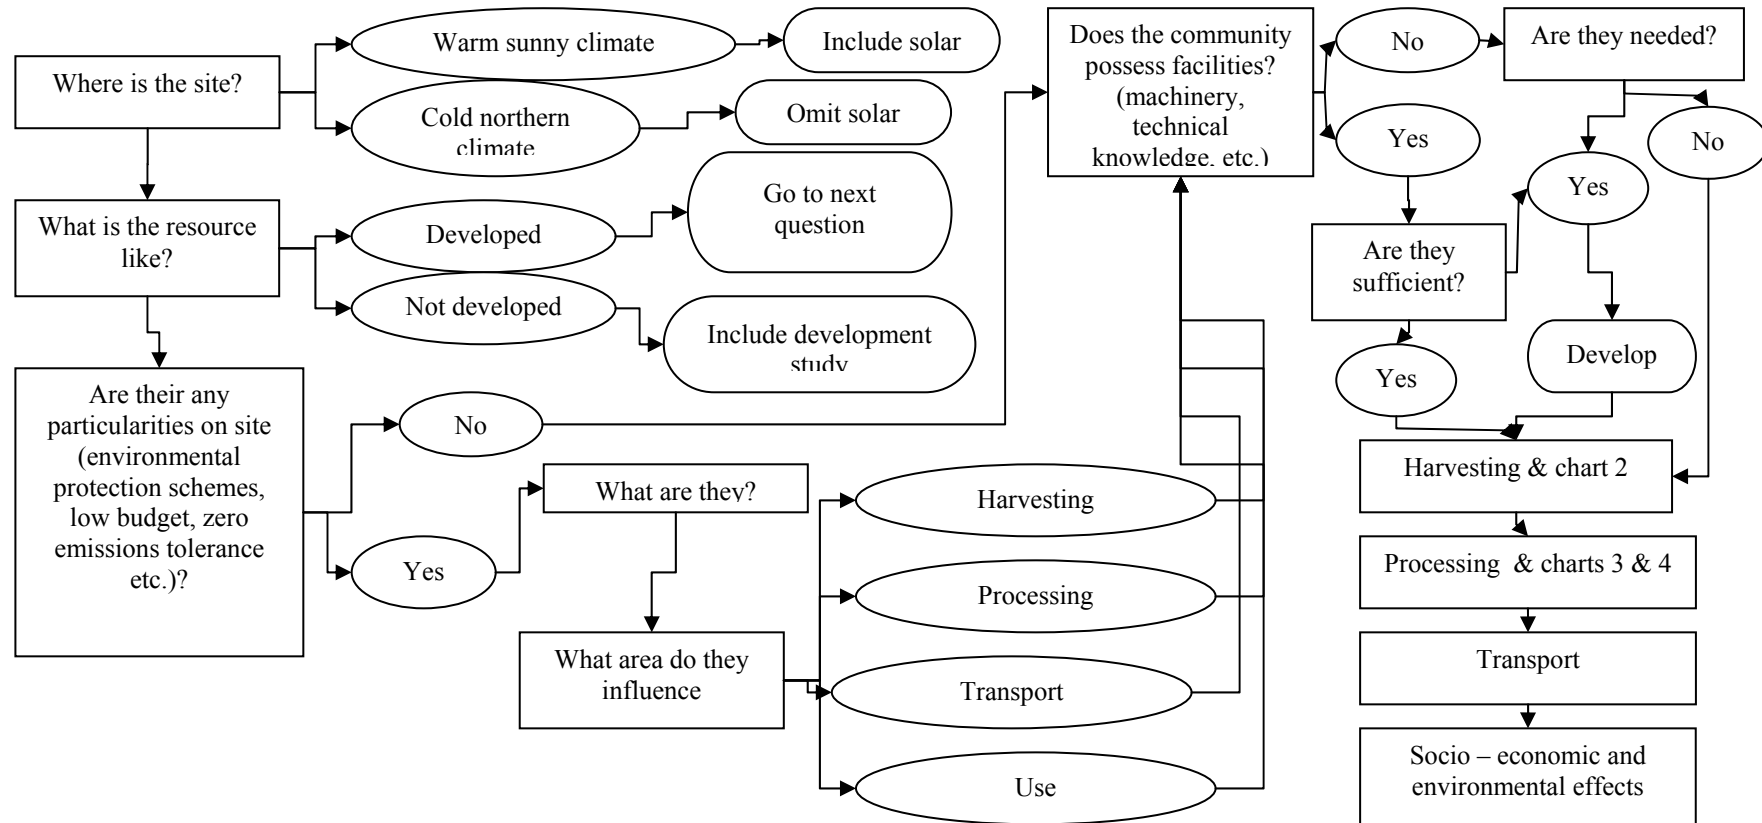 Where is the site?
Warm sunny climate
Include solar
Cold northern
climate
Omit solar
What is the resource
like?
Developed
Go to next
question
Not developed
Include development
study
Are their any
particularities on site
(environmental
protection schemes,
low budget, zero
emissions tolerance
etc.)?
No
Yes
What are they?
What area do they
influence
Harvesting
Processing
Transport
Use
Does the community
possess facilities?
(machinery,
technical
knowledge, etc.)
No
Are they needed?
Yes
No
Yes
Are they
sufficient?
Yes
Develop
Harvesting & chart 2
Processing & charts 3 & 4
Transport
Socio – economic and
environmental effects